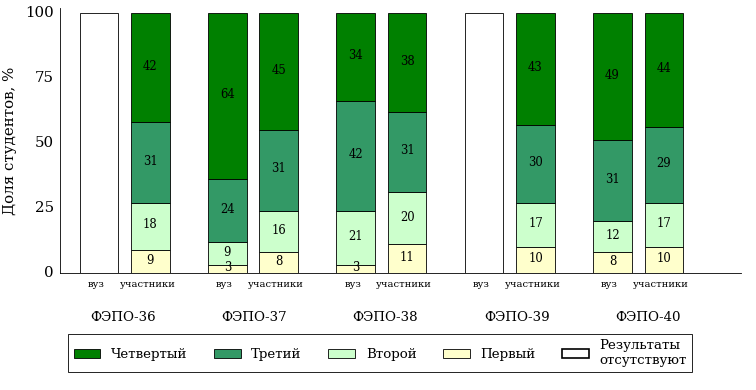 100
75
50
25
0
Доля студентов, %
42 64 45 34 38 43 49 44
31 24 31 42 31 30 31 29
18 9 16 21 20 17 12 17
9 3 8 3 11 10 8 10
вуз участники вуз участники вуз участники вуз участники вуз участники
ФЭПО-36 ФЭПО-37 ФЭПО-38 ФЭПО-39 ФЭПО-40
Четвертый Третий Второй Первый Результаты
отсутствуют